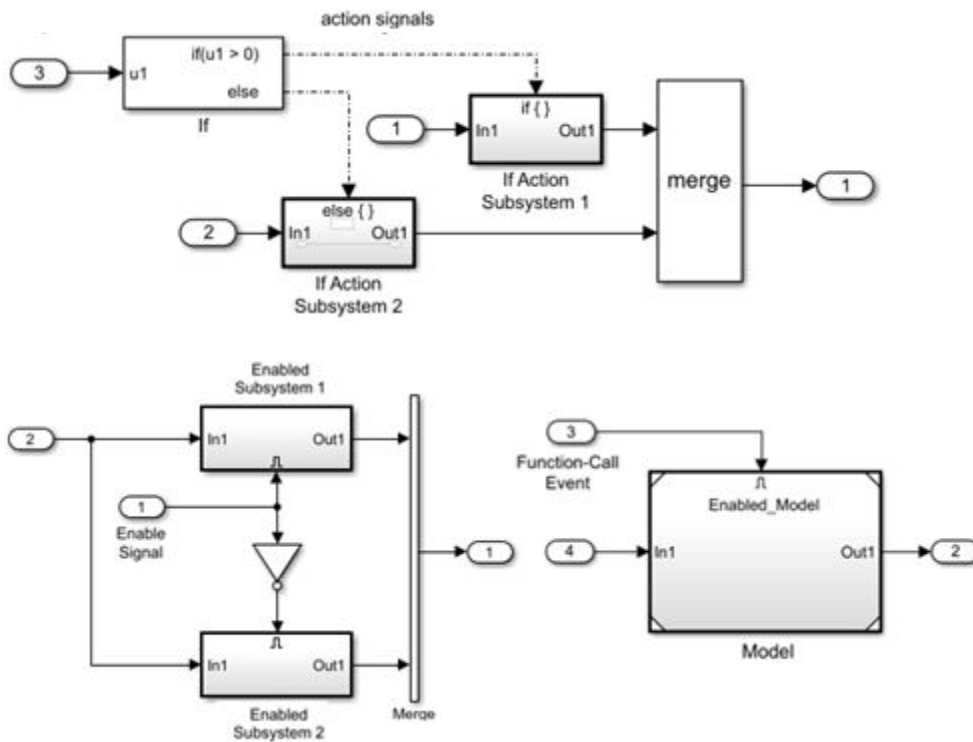 action signals
3
u1
if(u1 > 0)
else
If
1
if { }
In1
Out1
If Action
Subsystem 1
merge
1
2
else { }
In1
Out1
If Action
Subsystem 2
Enabled
Subsystem 1
2
In1
Out1
1
Enable
Signal
1
In1
Out1
Enabled
Subsystem 2
Merge
3
Function-Call
Event
Enabled_Model
4
In1
Out1
2
Model